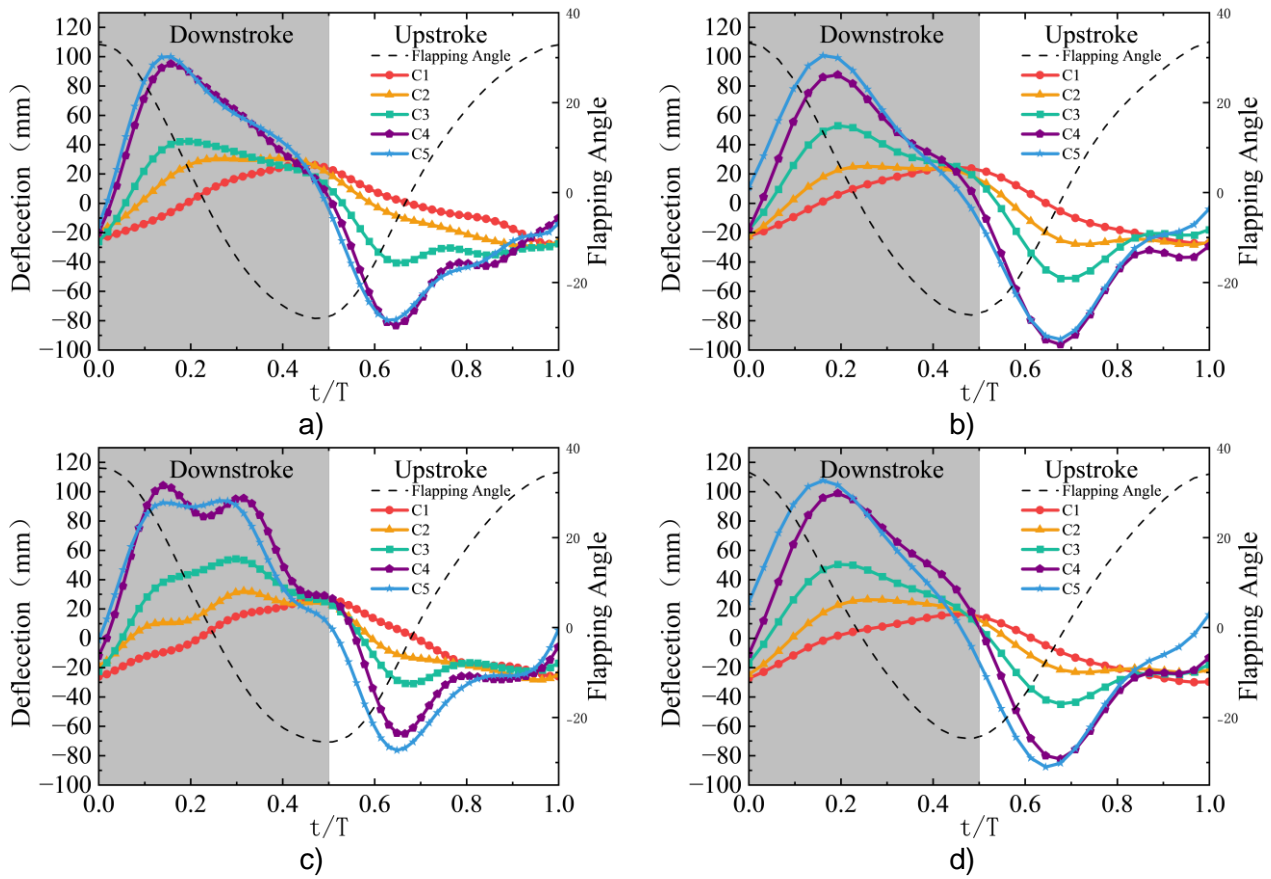 Downstroke
Upstroke
Flapping Angle
C1
C2
C3
C4
C5
Deflecetion（mm）
120
100
80
60
40
20
0
−20
−40
−60
−80
−100
0.0
0.2
0.4
0.6
0.8
1.0
t/T
40
20
0
−20
Flapping Angle
a)
Downstroke
Upstroke
Flapping Angle
C1
C2
C3
C4
C5
Deflecetion（mm）
120
100
80
60
40
20
0
−20
−40
−60
−80
−100
0.0
0.2
0.4
0.6
0.8
1.0
t/T
40
20
0
−20
Flapping Angle
b)
Downstroke
Upstroke
Flapping Angle
C1
C2
C3
C4
C5
Deflecetion（mm）
120
100
80
60
40
20
0
−20
−40
−60
−80
−100
0.0
0.2
0.4
0.6
0.8
1.0
t/T
40
20
0
−20
Flapping Angle
c)
Downstroke
Upstroke
Flapping Angle
C1
C2
C3
C4
C5
Deflecetion（mm）
120
100
80
60
40
20
0
−20
−40
−60
−80
−100
0.0
0.2
0.4
0.6
0.8
1.0
t/T
40
20
0
−20
Flapping Angle
d)